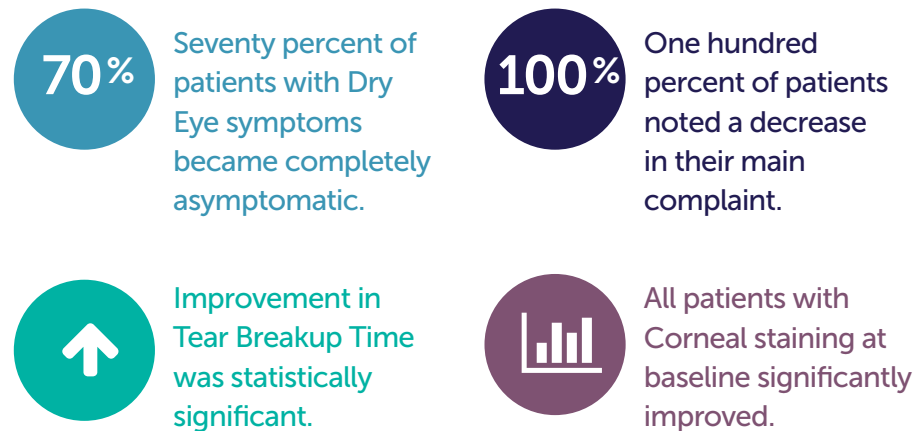 70%
Seventy percent of
patients with Dry
Eye symptoms
became completely
asymptomatic.
100%
One hundred
percent of patients
noted a decrease
in their main
complaint.
Improvement in
Tear Breakup Time
was statistically
significant.
All patients with
Corneal staining at
baseline significantly
improved.